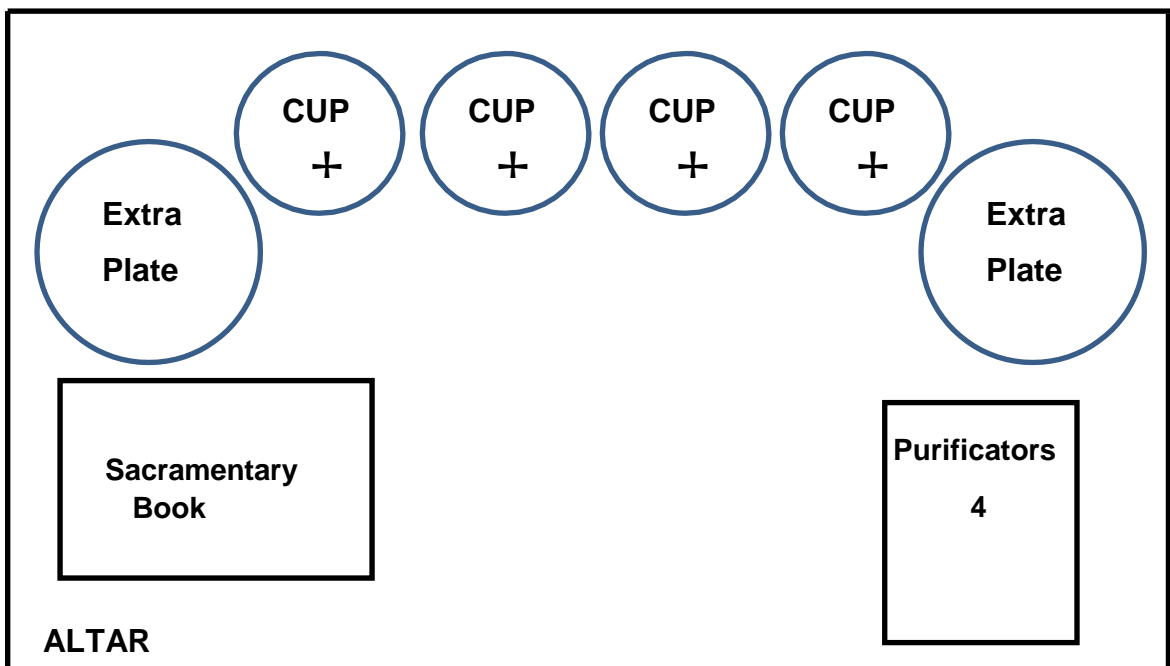 CUP CUP CUP CUP
Extra
Plate
Extra
Plate
Sacramentary
Book
Purificators
4
ALTAR